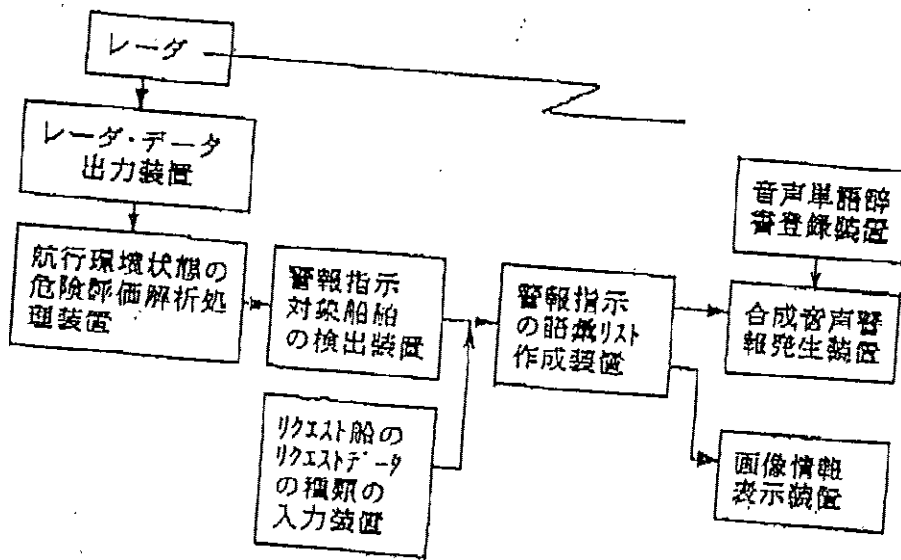 レーダ
レーダ・データ
出力装置
音声単語辞
書登録装置
航行環境状態の
危険評価解析処
理装置
警報指示
対象船舶
の検出装置
警報指示
の リスト
作成装置
合成音声警
報発生装置
リクエスト船の
リクエストデータ
の種類の
入力装置
画像情報
表示装置